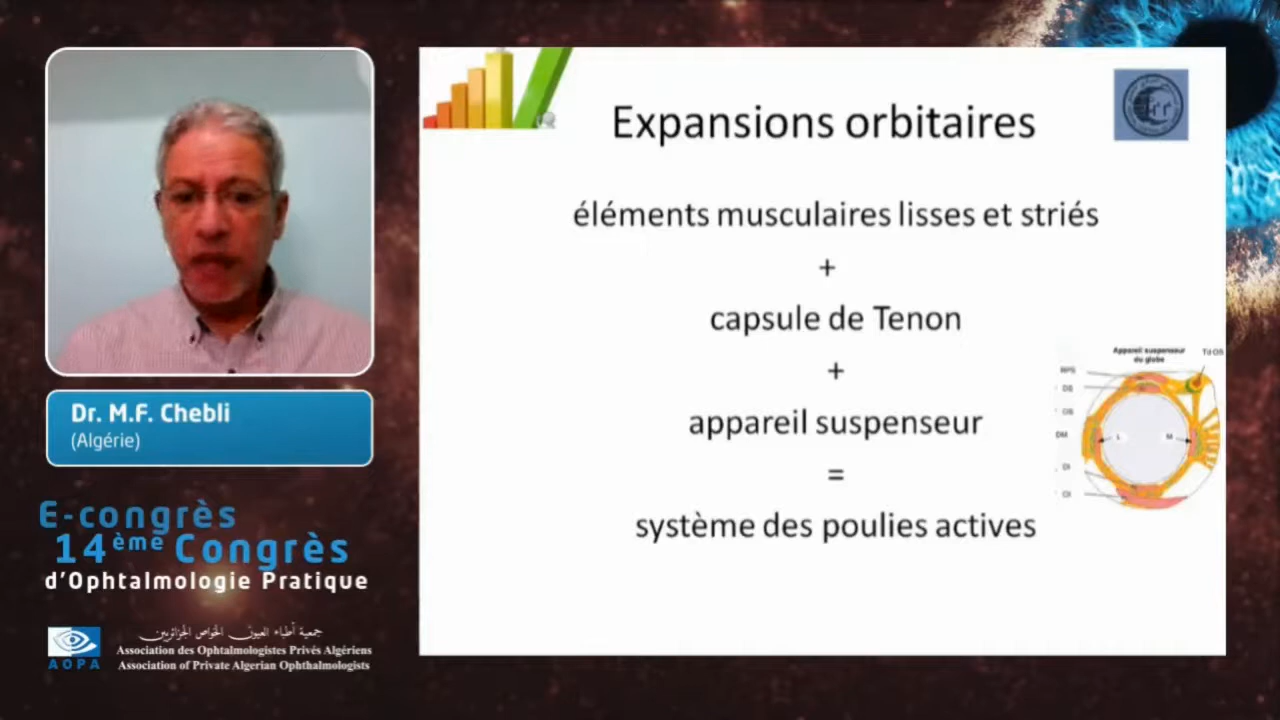 Expansions orbitaires
éléments musculaires lisses et striés
+
capsule de Tenon
+
appareil suspenseur
=
système des poulies actives
Appareil suspenseur
du globe
Dr. M.F. Chebli
(Algérie)
E-congrès
14ème Congrès
d'Ophtalmologie Pratique
جمعية أطباء العيون الخواص الجزائريين
Association des Ophtalmologistes Privés Algériens
Association of Private Algerian Ophthalmologists
AOPA